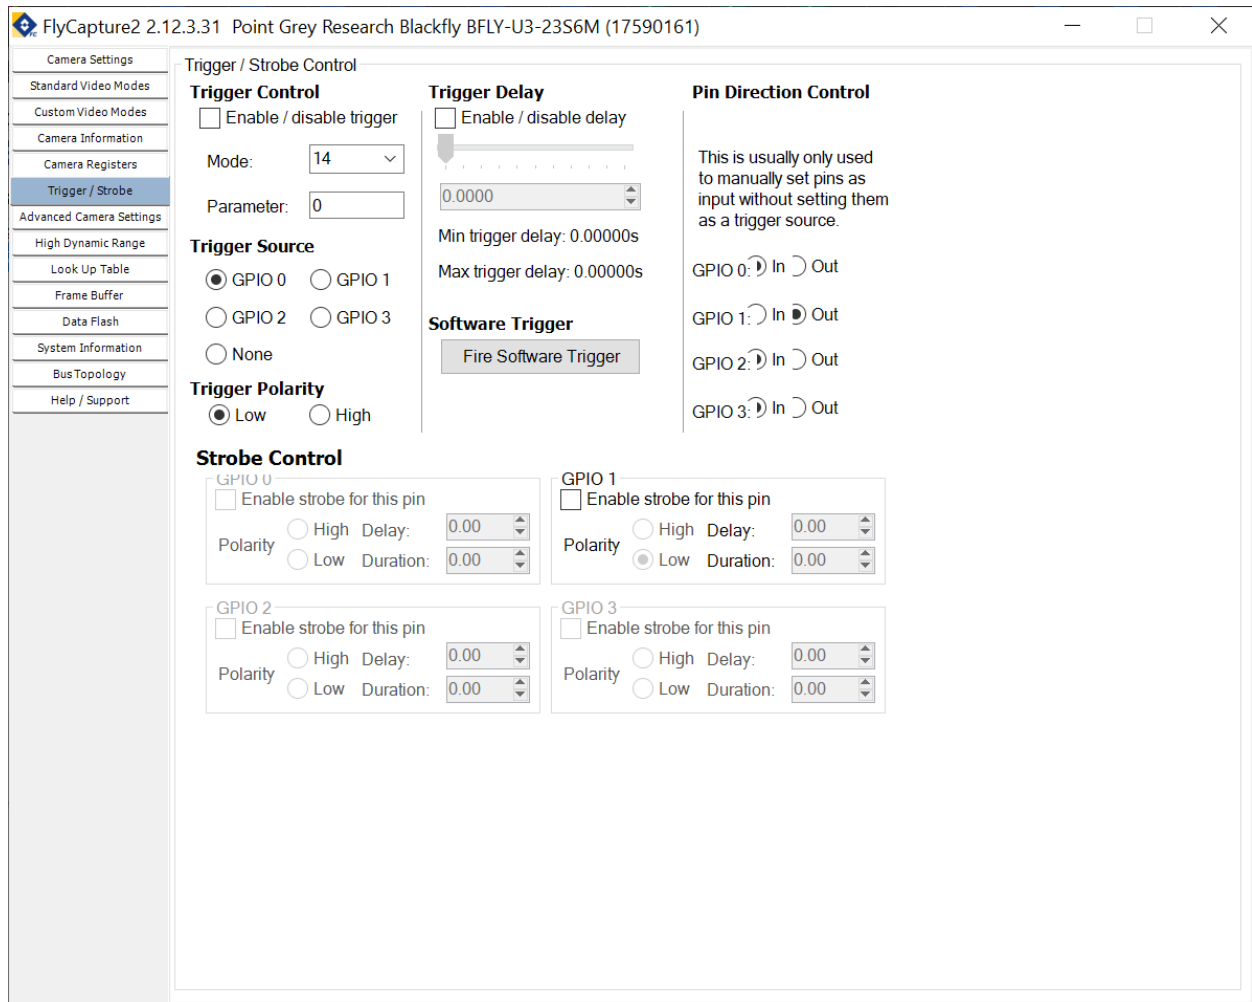 FlyCapture2 2.12.3.31 Point Grey Research Blackfly BFLY-U3-23S6M (17590161)
Camera Settings
Standard Video Modes
Custom Video Modes
Camera Information
Camera Registers
Trigger / Strobe
Advanced Camera Settings
High Dynamic Range
Look Up Table
Frame Buffer
Data Flash
System Information
Bus Topology
Help / Support
Trigger / Strobe Control
Trigger Control
Enable / disable trigger
Mode: 14
Parameter: 0
Trigger Source
GPIO 0 GPIO 1
GPIO 2 GPIO 3
None
Trigger Polarity
Low High
Trigger Delay
Enable / disable delay
0.0000
Min trigger delay: 0.00000s
Max trigger delay: 0.00000s
Software Trigger
Fire Software Trigger
Pin Direction Control
This is usually only used
to manually set pins as
input without setting them
as a trigger source.
GPIO 0: In Out
GPIO 1: In Out
GPIO 2: In Out
GPIO 3: In Out
Strobe Control
GPIO 0
Enable strobe for this pin
Polarity
High Delay: 0.00
Low Duration: 0.00
GPIO 1
Enable strobe for this pin
Polarity
High Delay: 0.00
Low Duration: 0.00
GPIO 2
Enable strobe for this pin
Polarity
High Delay: 0.00
Low Duration: 0.00
GPIO 3
Enable strobe for this pin
Polarity
High Delay: 0.00
Low Duration: 0.00